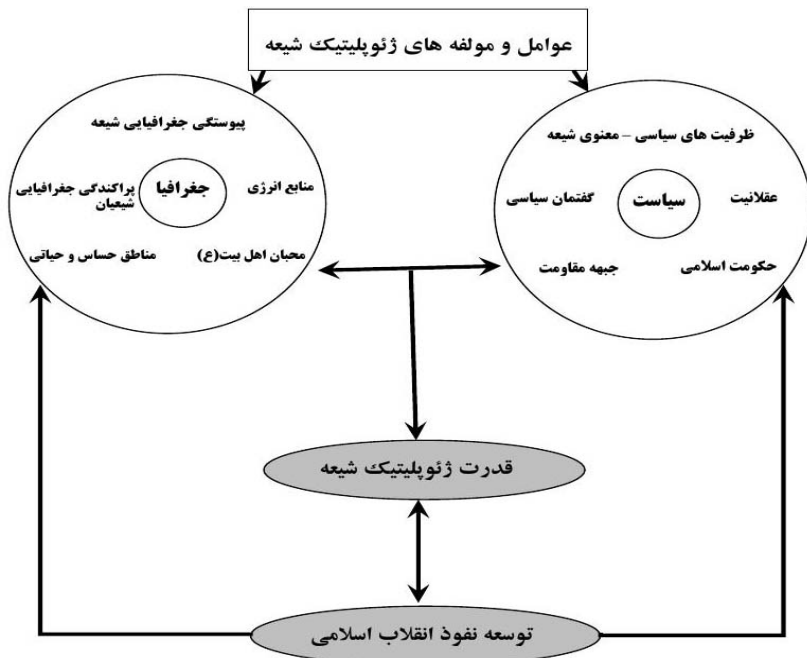 عوامل و مولفه های ژئوپلیتیک شیعه
ظرفیت های سیاسی – معنوی شیعه
عقلانیت
سیاست
گفتمان سیاسی
حکومت اسلامی
جبهه مقاومت
پیوستگی جغرافیایی شیعه
منابع انرژی
جغرافیا
پراکندگی جغرافیایی
شیعیان
محبان اهل بیت(ع)
مناطق حساس و حیاتی
قدرت ژئوپلیتیک شیعه
توسعه نفوذ انقلاب اسلامی